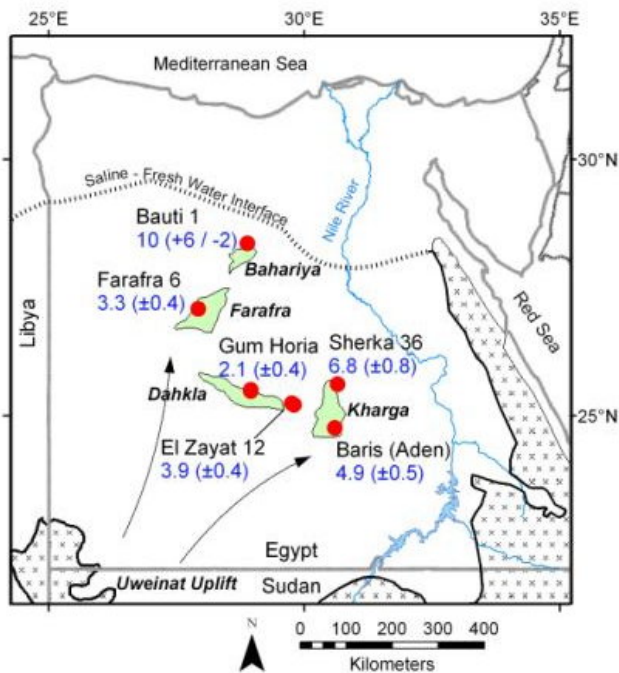 25°E 30°E 35°E
Mediterranean Sea
30°N
Saline - Fresh Water Interface
Nile River
Bauti 1
10 (+6 / -2)
Bahariya
Farafra 6
3.3 (±0.4)
Farafra
Red Sea
Libya
Gum Horia
2.1 (±0.4)
Sherka 36
6.8 (±0.8)
Dahkla
Kharga
25°N
El Zayat 12
3.9 (±0.4)
Baris (Aden)
4.9 (±0.5)
Egypt
Uweinat Uplift
Sudan
N
0 100 200 300 400
Kilometers